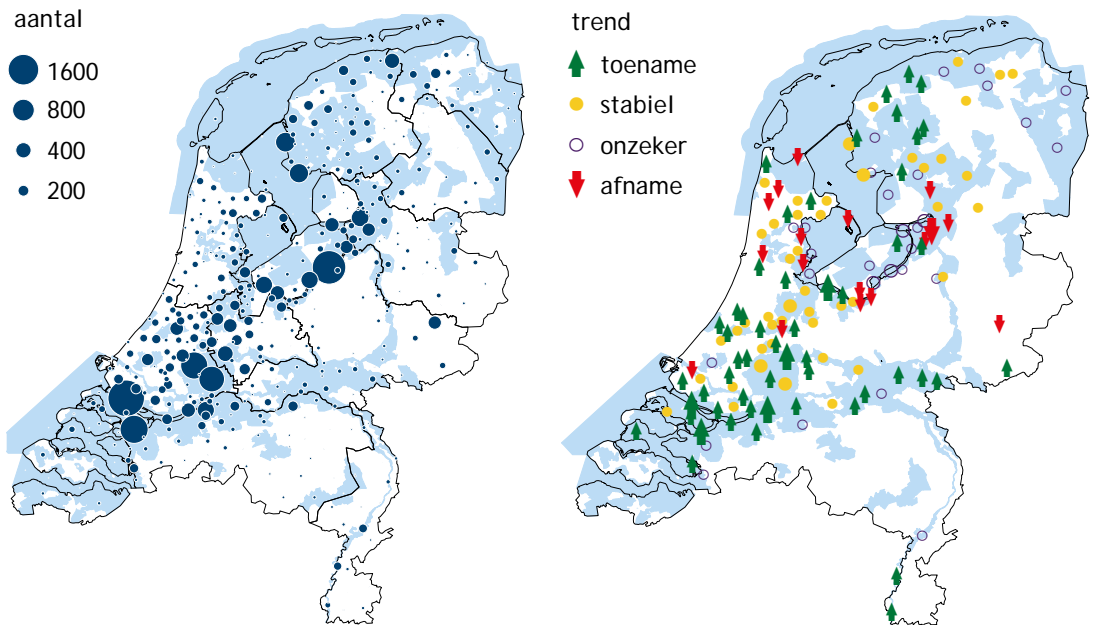 aantal
1600
800
400
200
trend
toename
stabiel
onzeker
afname